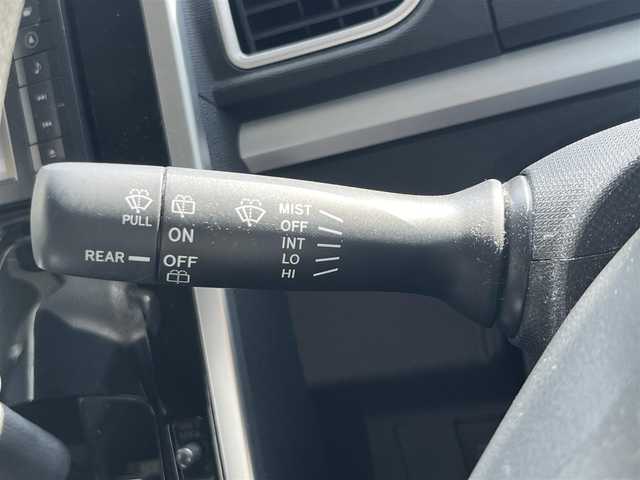 PULL
REAR
ON
OFF
MIST
OFF
INT
LO
HI